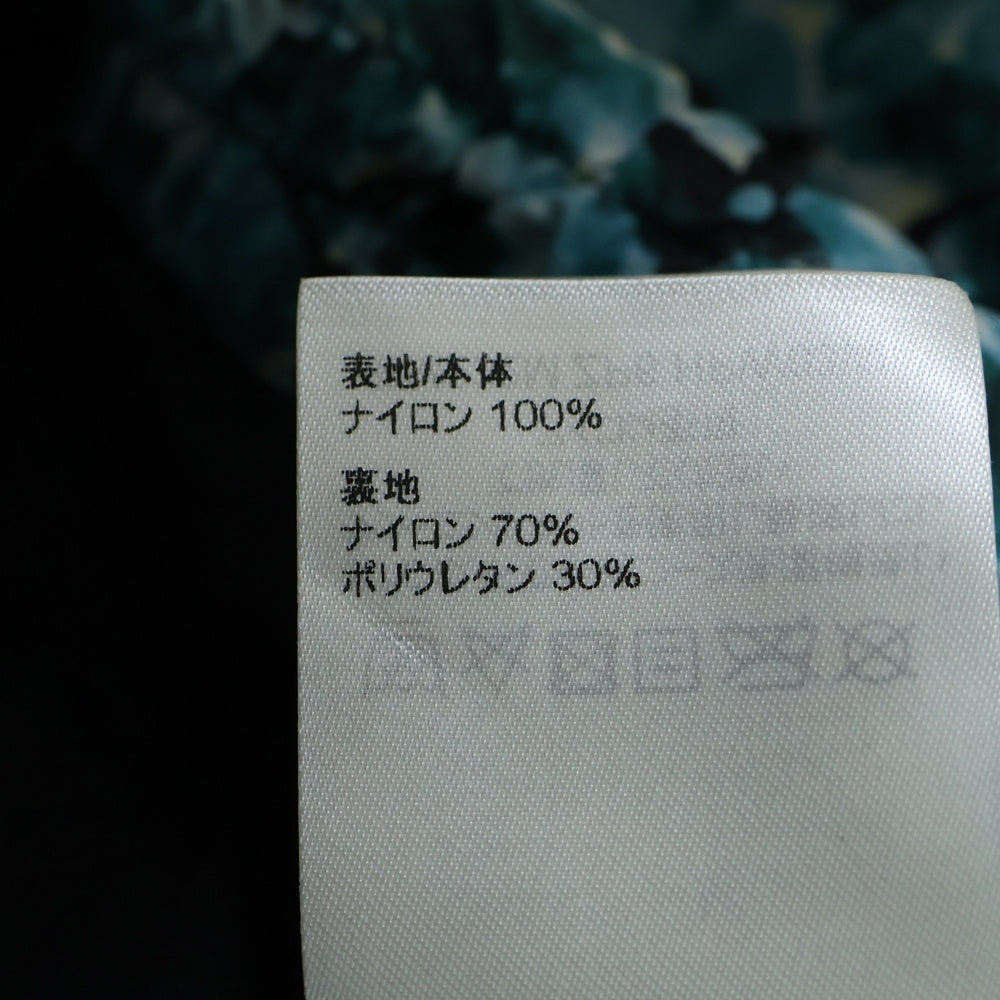 表地/本体
ナイロン 100%
裏地
ナイロン 70%
ポリウレタン 30%